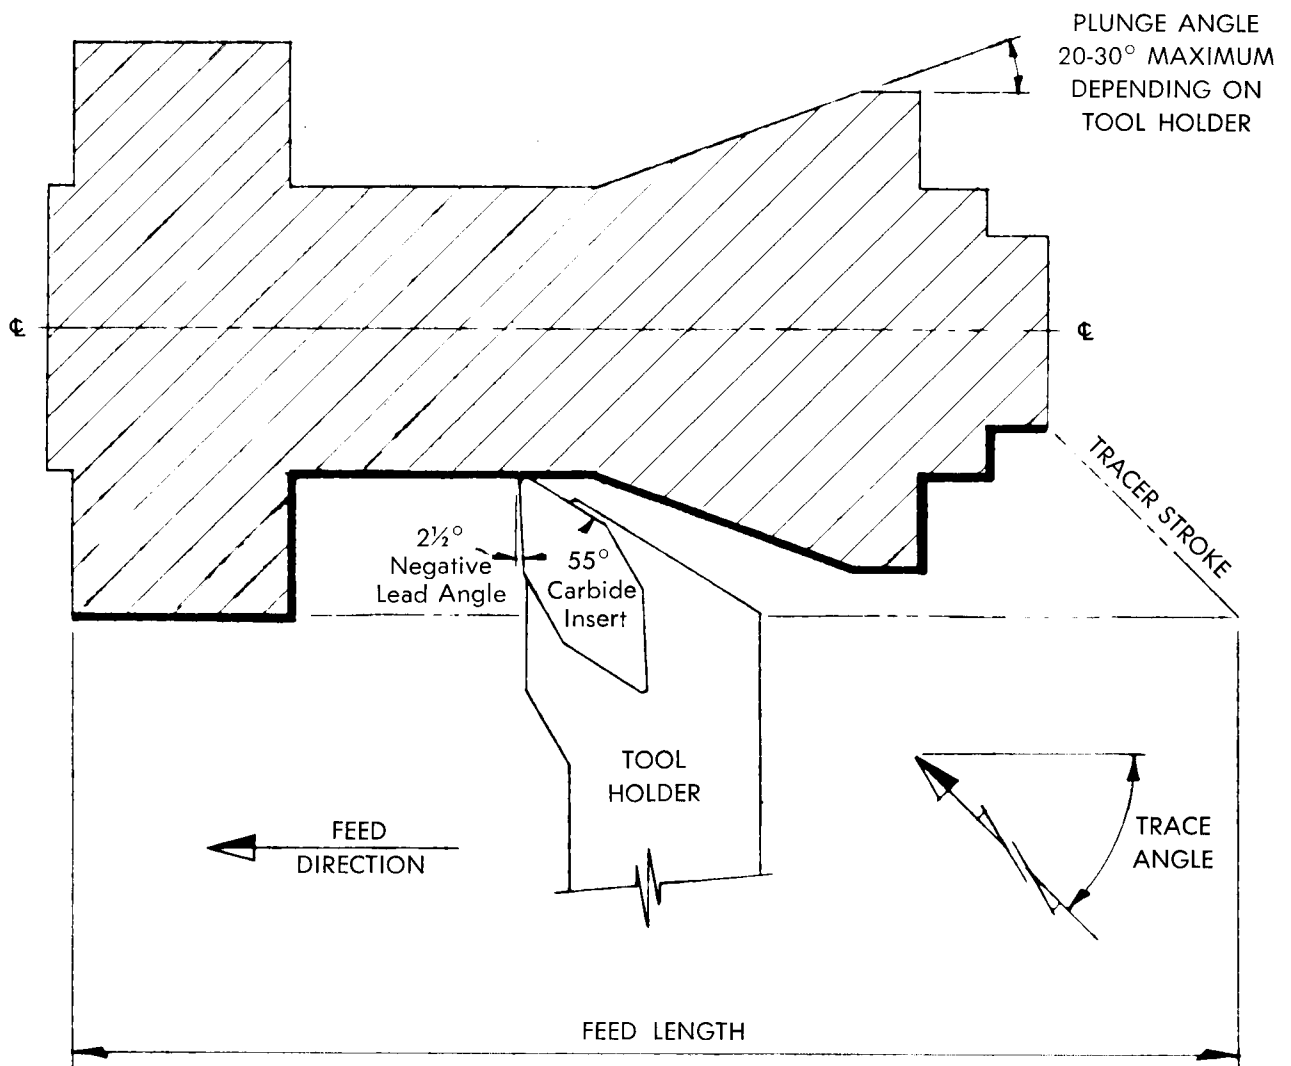 PLUNGE ANGLE
20-30° MAXIMUM
DEPENDING ON
TOOL HOLDER
℄
℄
TRACER STROKE
2½°
Negative
Lead Angle
55°
Carbide
Insert
TOOL
HOLDER
FEED
DIRECTION
TRACE
ANGLE
FEED LENGTH